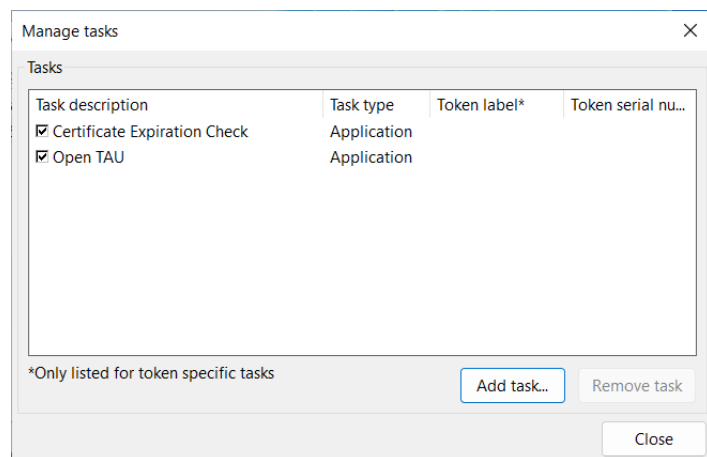 Manage tasks
Tasks
Task description Task type Token label* Token serial nu...
Certificate Expiration Check Application
Open TAU Application
*Only listed for token specific tasks
Add task... Remove task
Close